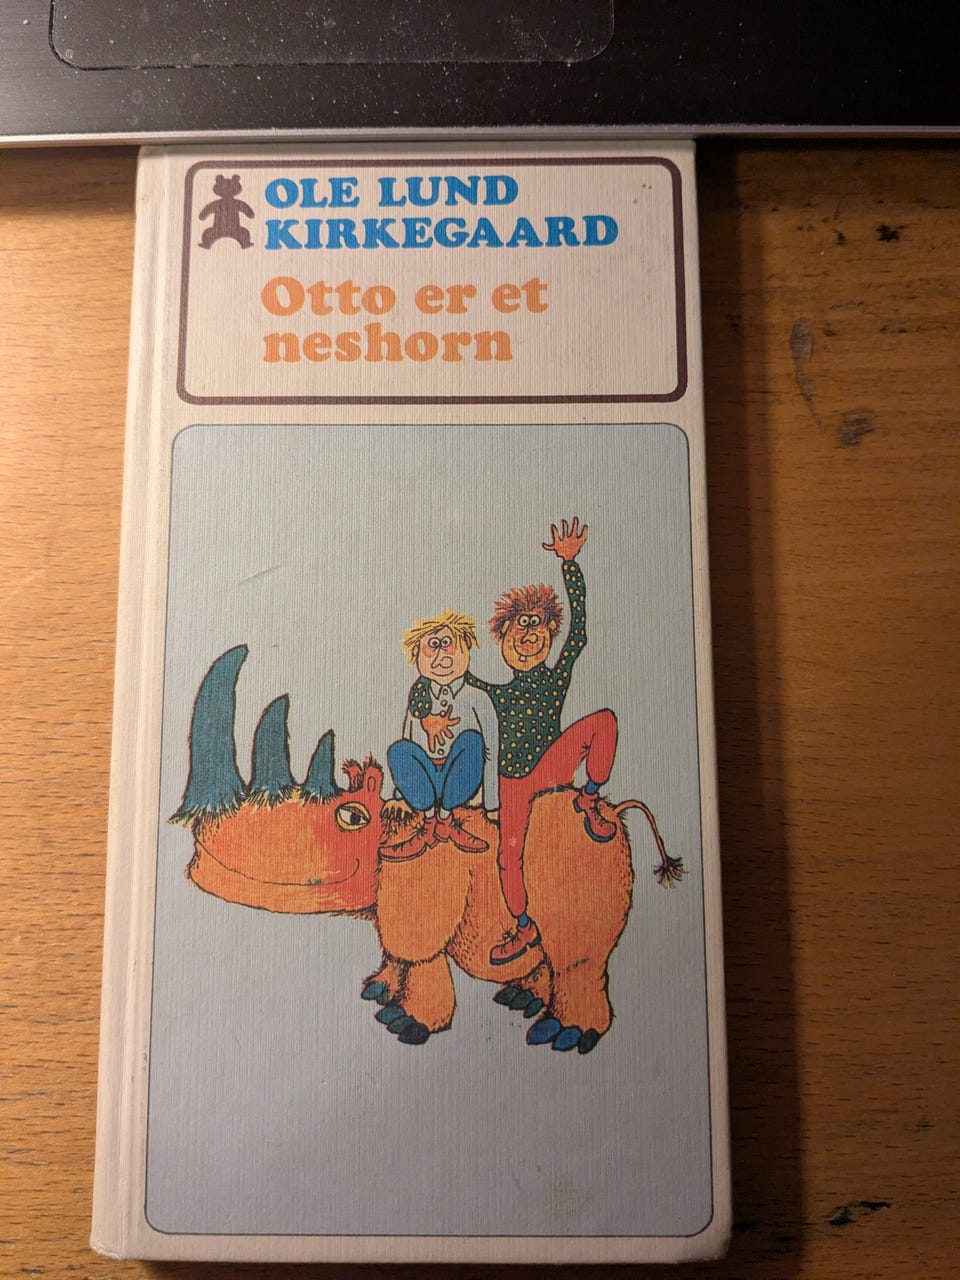 OLE LUND
KIRKEGAARD
Otto er et
neshorn